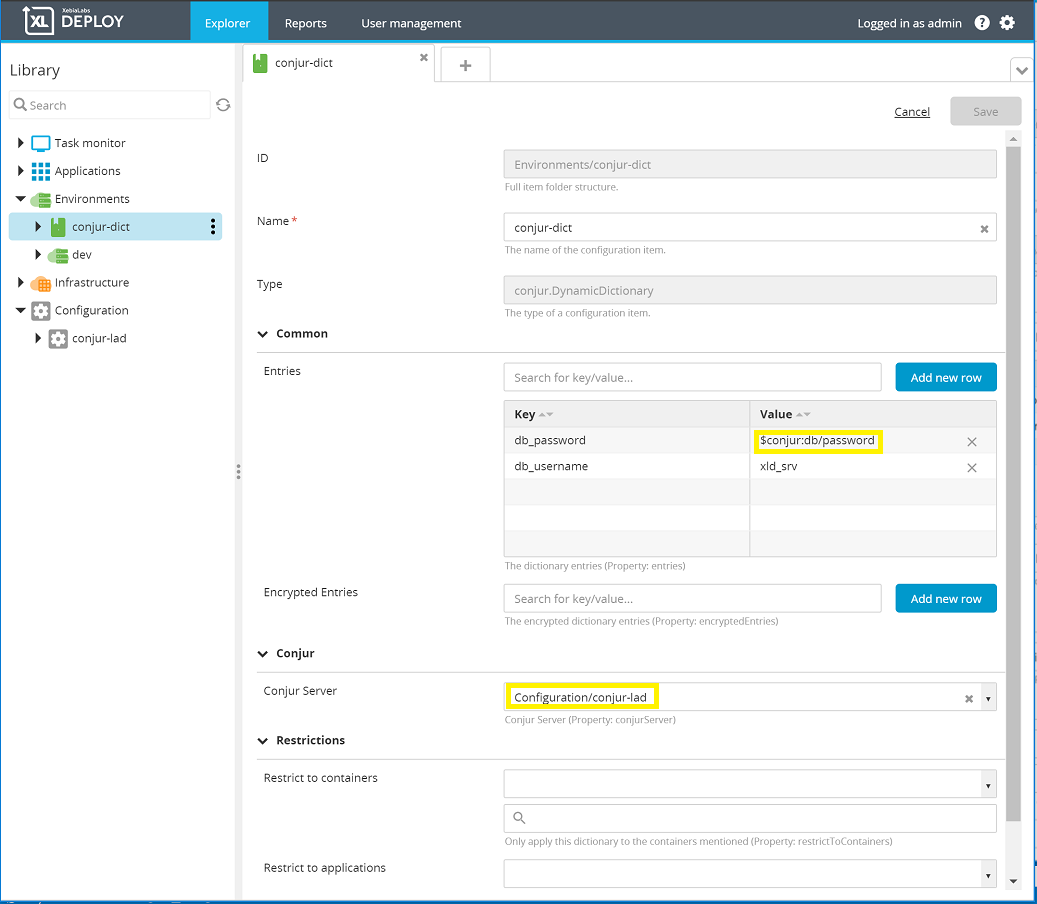 XebiaLabs
XL DEPLOY
Explorer Reports User management Logged in as admin ?
Library
conjur-dict
Search
Cancel Save
Task monitor
Applications
Environments
conjur-dict
dev
Infrastructure
Configuration
conjur-lad
ID
Environments/conjur-dict
Full item folder structure.
Name*
conjur-dict
The name of the configuration item.
Type
conjur.DynamicDictionary
The type of a configuration item.
Common
Entries
Search for key/value... Add new row
Key Value
db_password $conjur:db/password
db_username xld_srv
The dictionary entries (Property: entries)
Encrypted Entries
Search for key/value... Add new row
The encrypted dictionary entries (Property: encryptedEntries)
Conjur
Conjur Server
Configuration/conjur-lad
Conjur Server (Property: conjurServer)
Restrictions
Restrict to containers
Only apply this dictionary to the containers mentioned (Property: restrictToContainers)
Restrict to applications